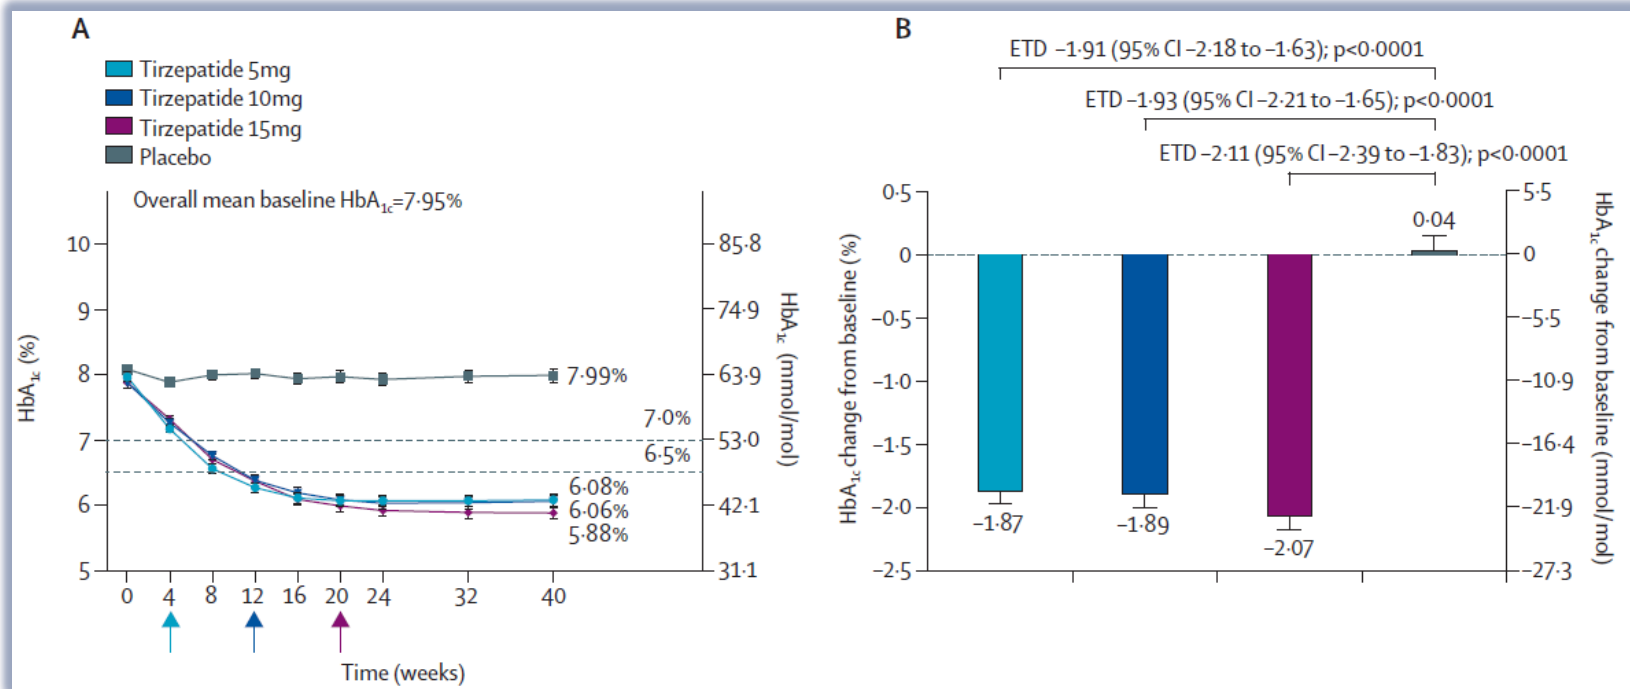 A
Tirzepatide 5mg
Tirzepatide 10mg
Tirzepatide 15mg
Placebo
Overall mean baseline HbA1c=7·95%
HbA1c (%)
10
9
8
7
6
5
85·8
74·9
63·9
53·0
42·1
31·1
HbA1c (mmol/mol)
7·99%
7·0%
6·5%
6·08%
6·06%
5·88%
0 4 8 12 16 20 24 32 40
Time (weeks)
B
ETD −1·91 (95% CI −2·18 to −1·63); p<0·0001
ETD −1·93 (95% CI −2·21 to −1·65); p<0·0001
ETD −2·11 (95% CI −2·39 to −1·83); p<0·0001
HbA1c change from baseline (%)
0·5
0
−0·5
−1·0
−1·5
−2·0
−2·5
0·04
−1·87
−1·89
−2·07
5·5
0
−5·5
−10·9
−16·4
−21·9
−27·3
HbA1c change from baseline (mmol/mol)